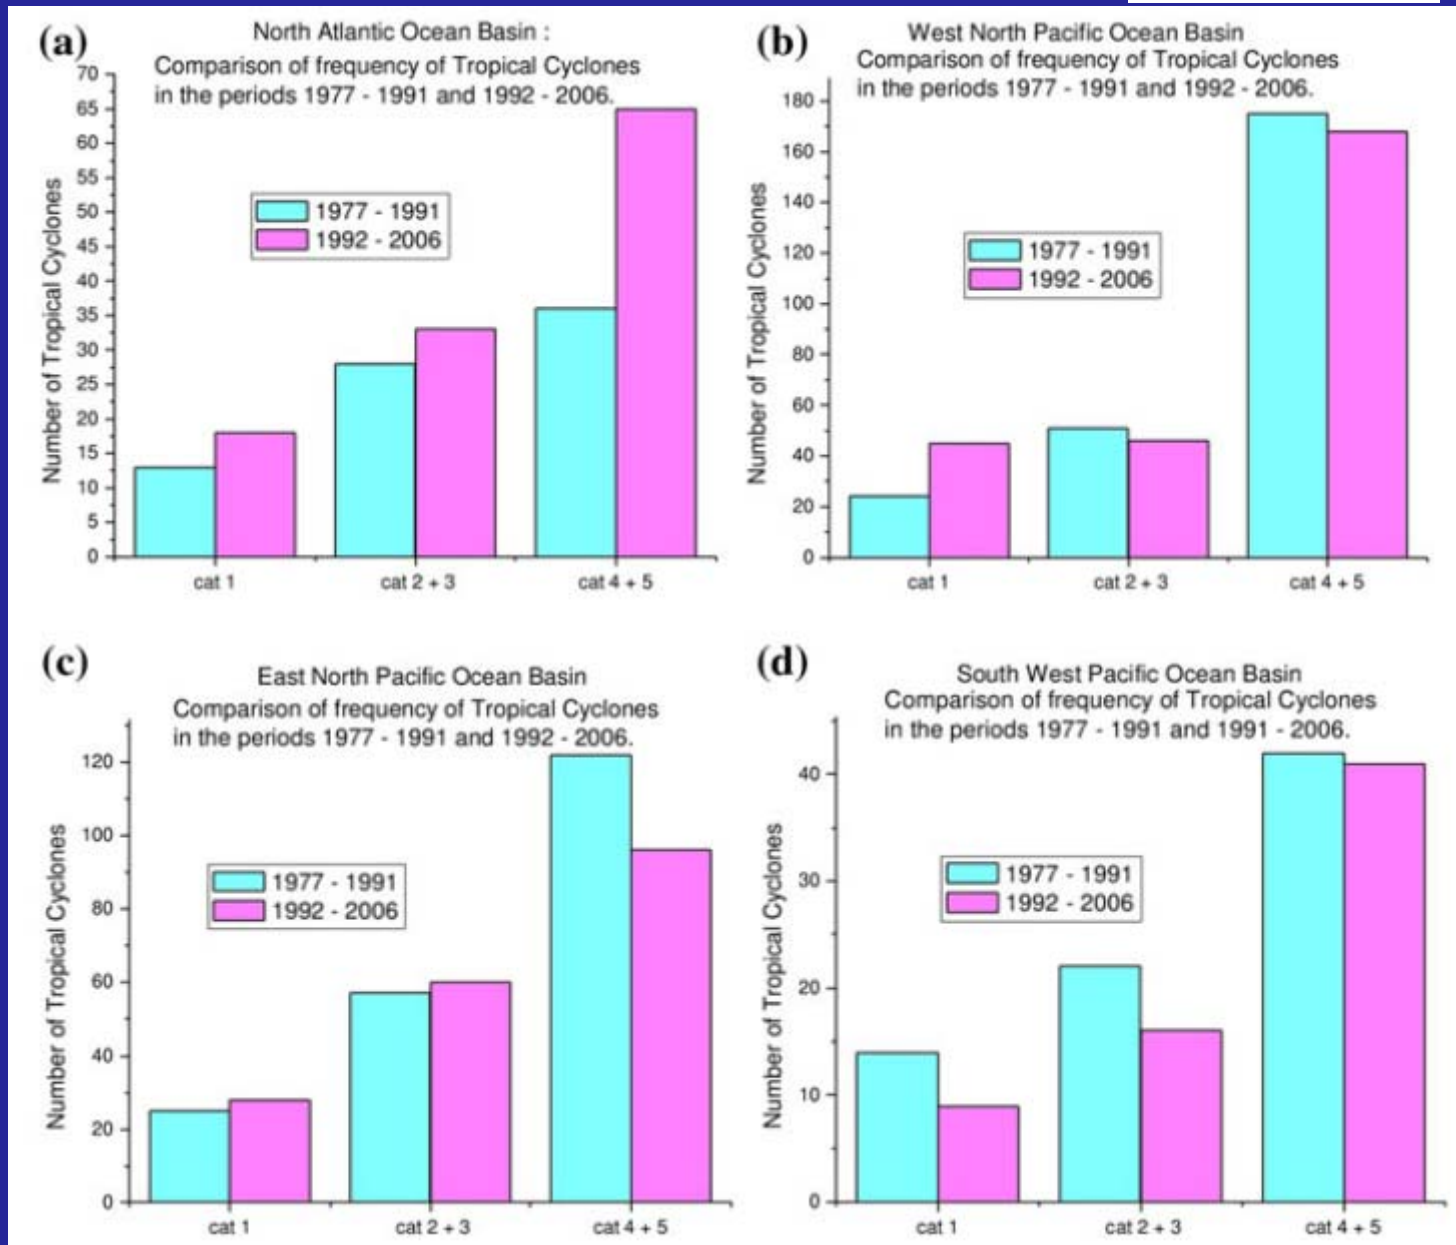 (a)
North Atlantic Ocean Basin :
Comparison of frequency of Tropical Cyclones
in the periods 1977 - 1991 and 1992 - 2006.
Number of Tropical Cyclones
70
65
60
55
50
45
40
35
30
25
20
15
10
5
0
1977 - 1991
1992 - 2006
cat 1
cat 2 + 3
cat 4 + 5
(b)
West North Pacific Ocean Basin
Comparison of frequency of Tropical Cyclones
in the periods 1977 - 1991 and 1992 - 2006.
Number of Tropical Cyclones
180
160
140
120
100
80
60
40
20
0
1977 - 1991
1992 - 2006
cat 1
cat 2 + 3
cat 4 + 5
(c)
East North Pacific Ocean Basin
Comparison of frequency of Tropical Cyclones
in the periods 1977 - 1991 and 1992 - 2006.
Number of Tropical Cyclones
120
100
80
60
40
20
0
1977 - 1991
1992 - 2006
cat 1
cat 2 + 3
cat 4 + 5
(d)
South West Pacific Ocean Basin
Comparison of frequency of Tropical Cyclones
in the periods 1977 - 1991 and 1991 - 2006.
Number of Tropical Cyclones
40
30
20
10
0
1977 - 1991
1992 - 2006
cat 1
cat 2 + 3
cat 4 + 5